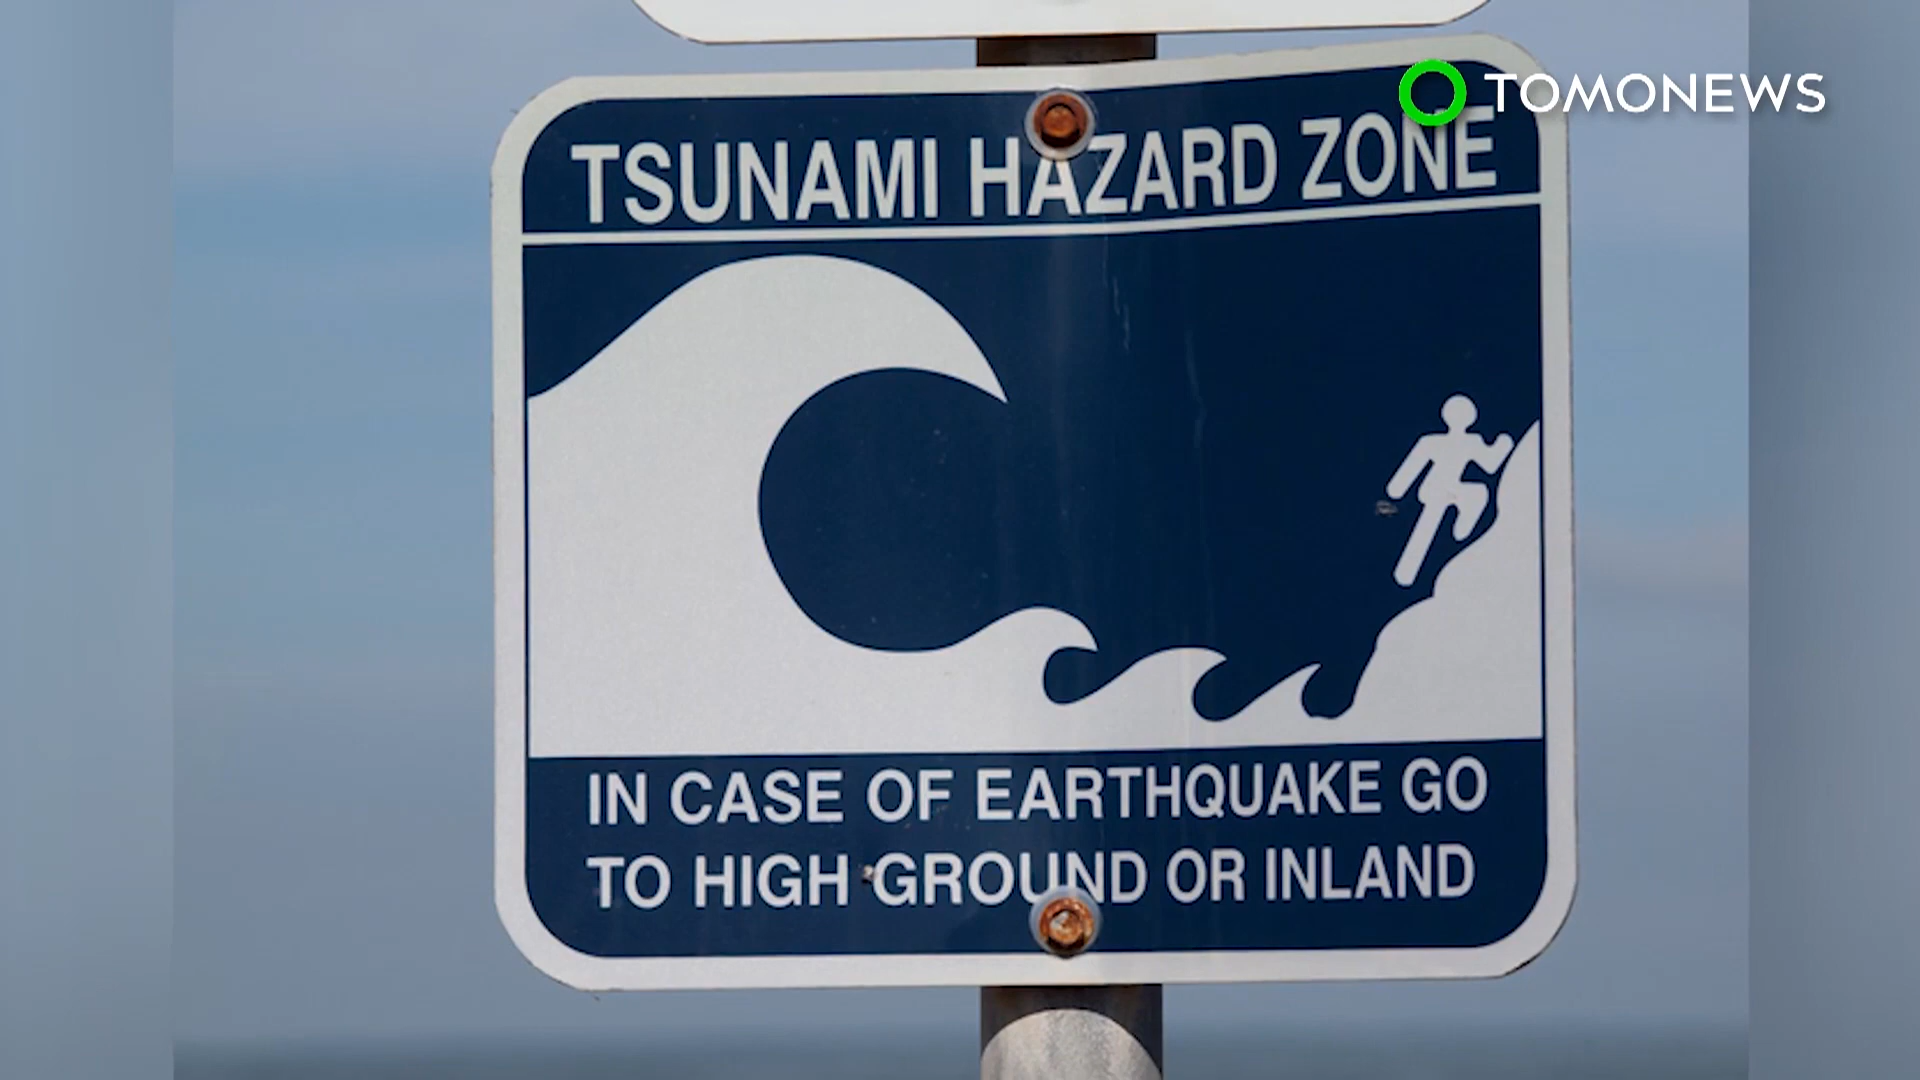 TOMONEWS
TSUNAMI HAZARD ZONE
IN CASE OF EARTHQUAKE GO
TO HIGH GROUND OR INLAND